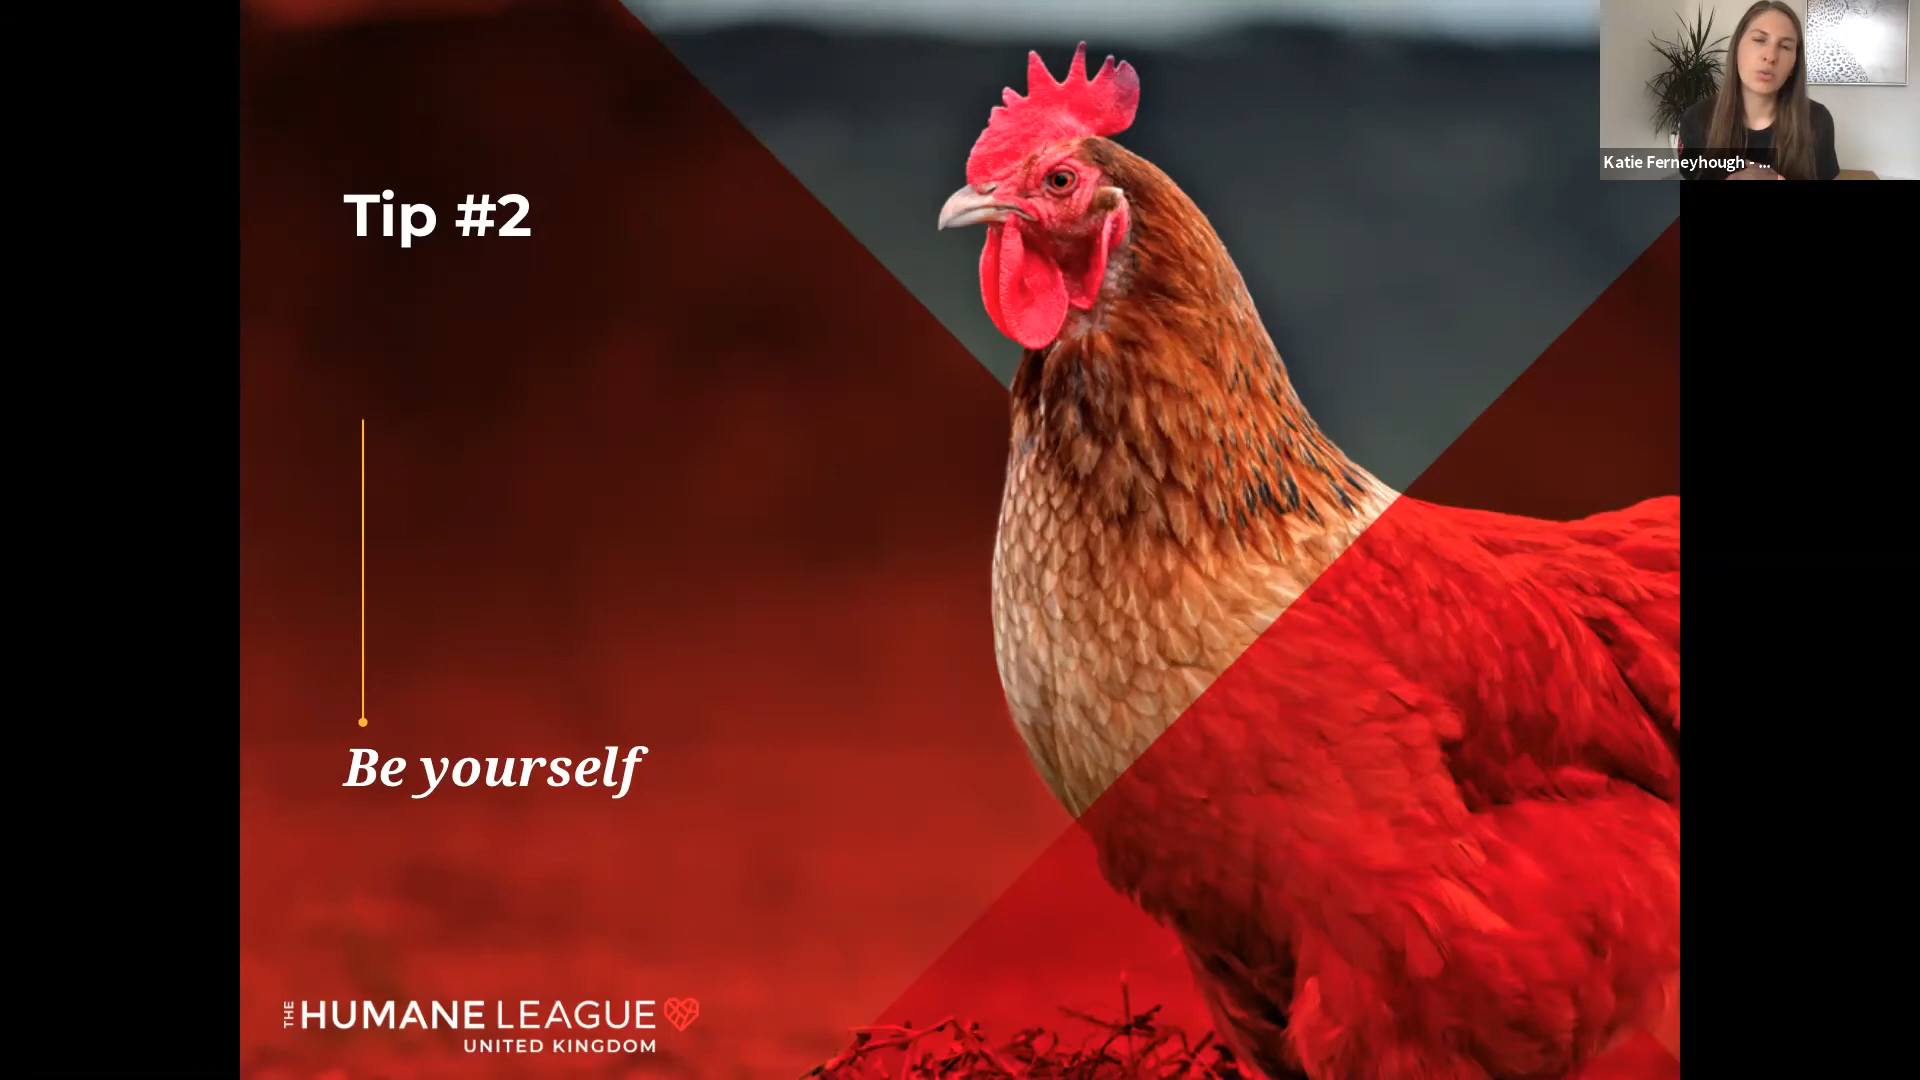 Tip #2
Be yourself
THE HUMANE LEAGUE
UNITED KINGDOM
Katie Ferneyhough - ...